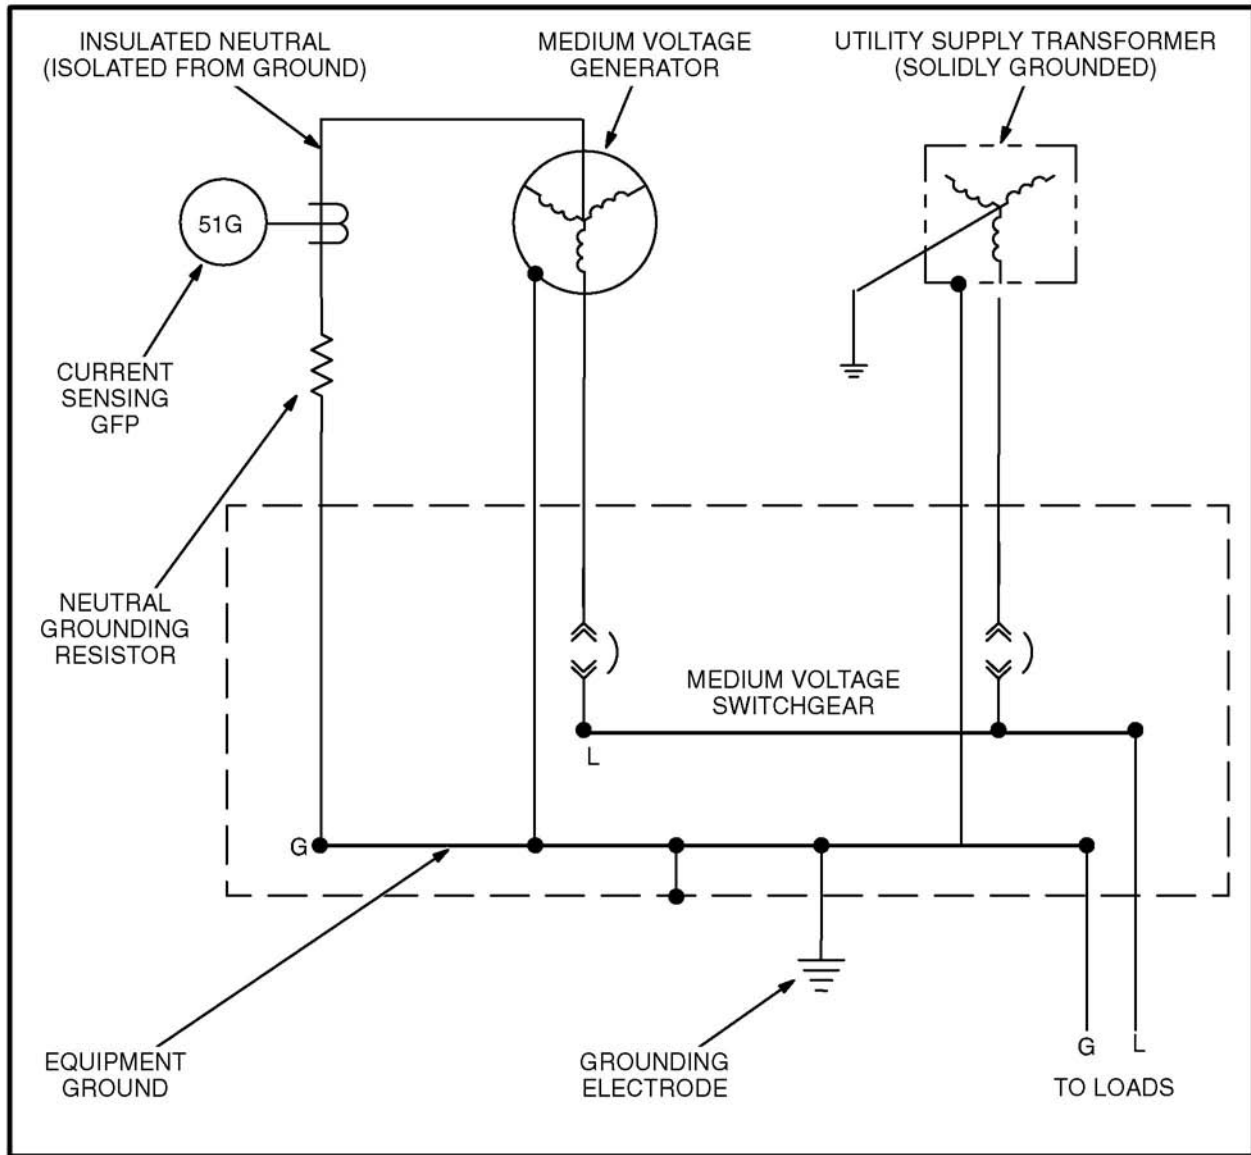 INSULATED NEUTRAL
(ISOLATED FROM GROUND)
MEDIUM VOLTAGE
GENERATOR
UTILITY SUPPLY TRANSFORMER
(SOLIDLY GROUNDED)
51G
CURRENT
SENSING
GFP
NEUTRAL
GROUNDING
RESISTOR
MEDIUM VOLTAGE
SWITCHGEAR
L
G
EQUIPMENT
GROUND
GROUNDING
ELECTRODE
G L
TO LOADS